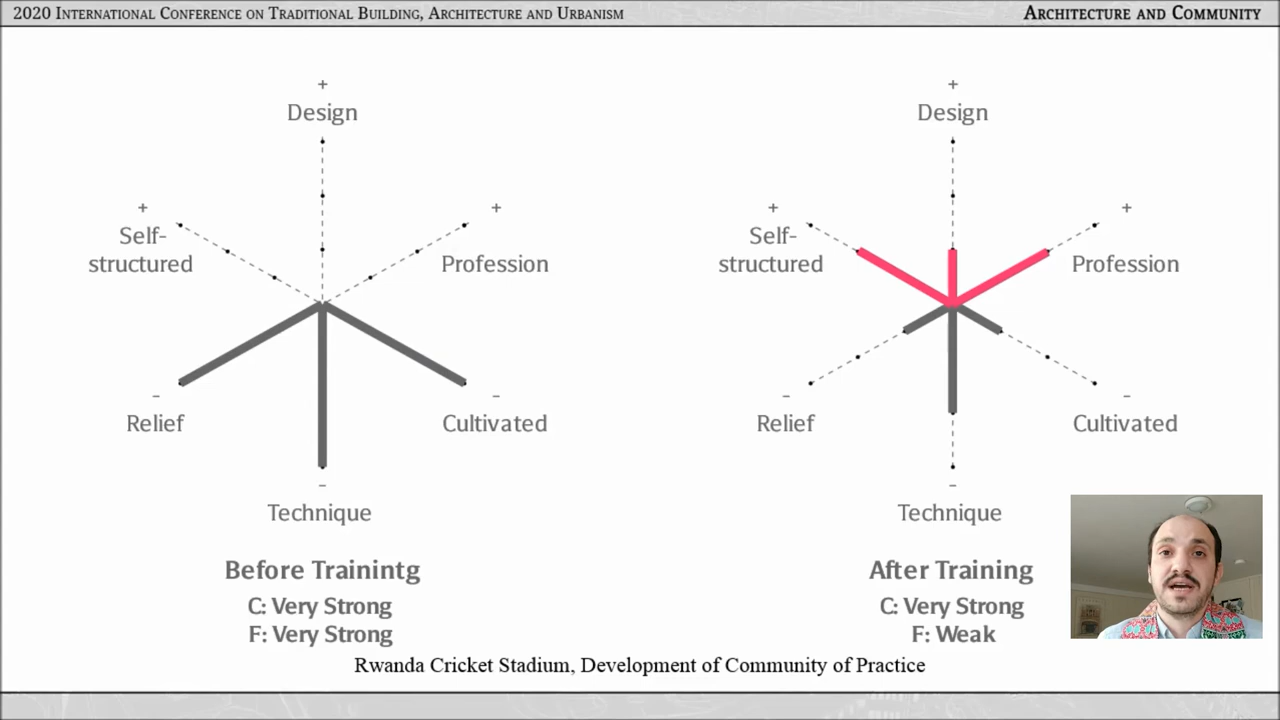 2020 International Conference on Traditional Building, Architecture and Urbanism
Architecture and Community
+
Design
+
Self-
structured
+
Profession
-
Relief
-
Cultivated
-
Technique
Before Trainintg
C: Very Strong
F: Very Strong
+
Design
+
Self-
structured
+
Profession
-
Relief
-
Cultivated
-
Technique
After Training
C: Very Strong
F: Weak
Rwanda Cricket Stadium, Development of Community of Practice